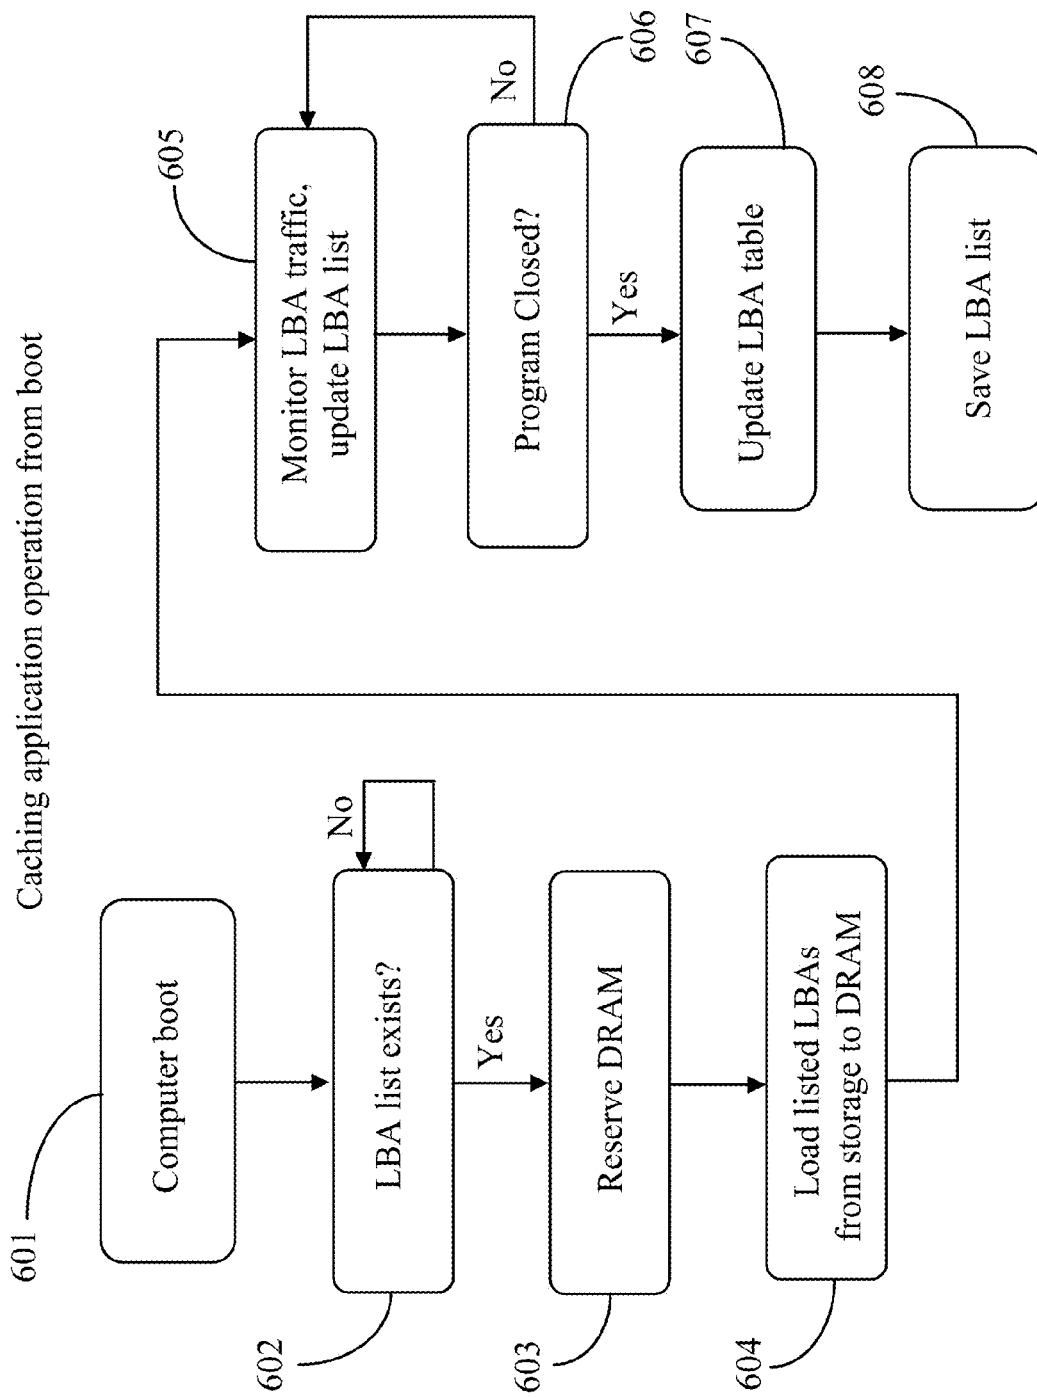 Caching application operation from boot
601
Computer boot
602
LBA list exists?
No
Yes
603
Reserve DRAM
604
Load listed LBAs
from storage to DRAM
605
Monitor LBA traffic,
update LBA list
606
Program Closed?
No
Yes
607
Update LBA table
608
Save LBA list